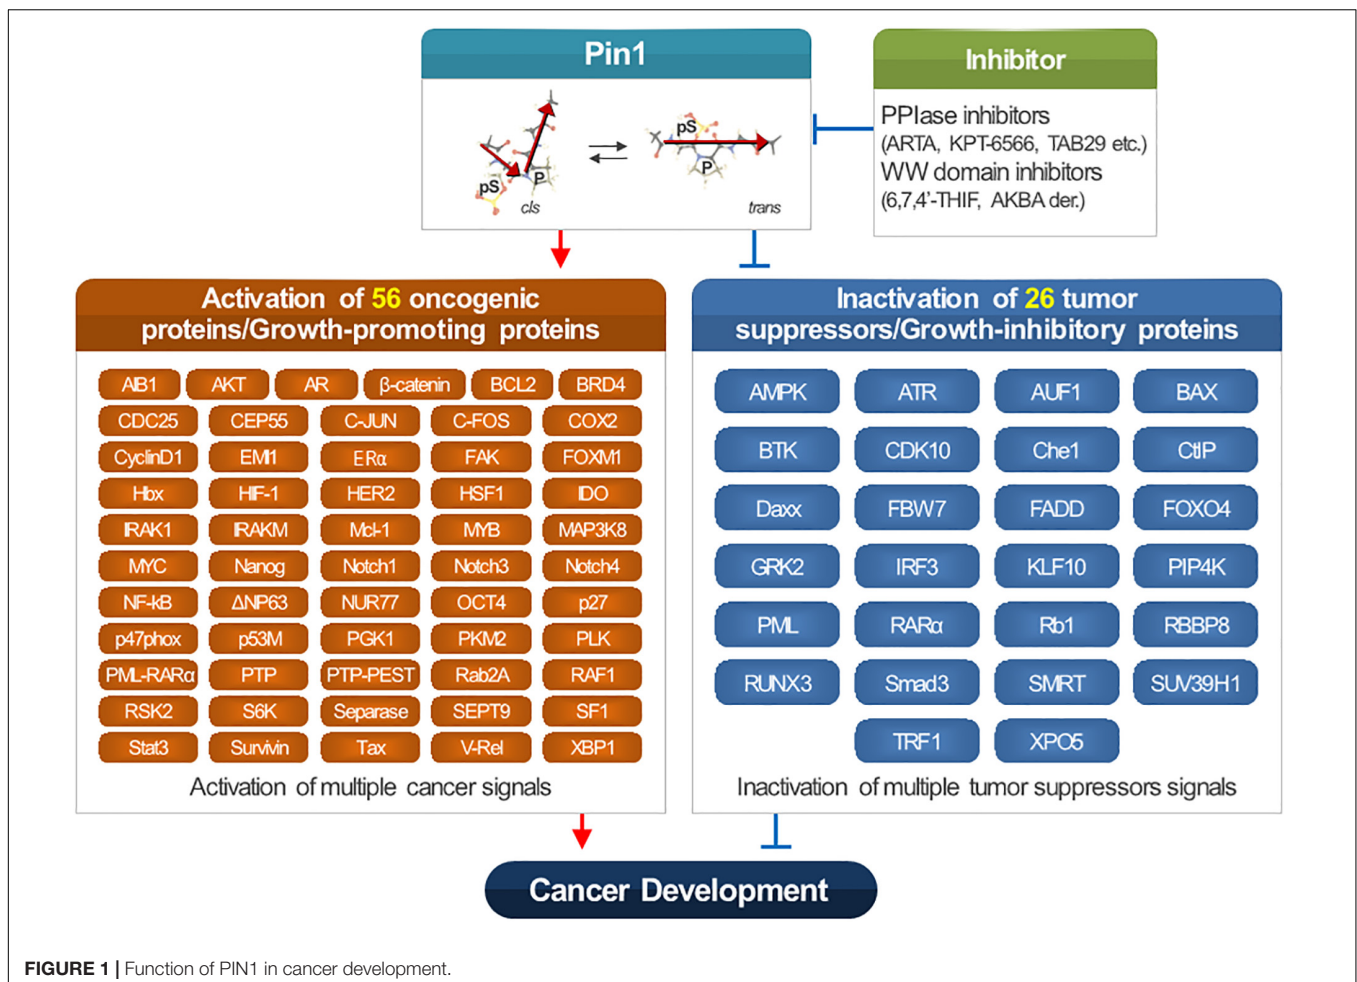 Pin1
pS
P
cis
pS
P
trans
Inhibitor
PPIase inhibitors
(ARTA, KPT-6566, TAB29 etc.)
WW domain inhibitors
(6,7,4'-THIF, AKBA der.)
Activation of 56 oncogenic
proteins/Growth-promoting proteins
AIB1 AKT AR β-catenin BCL2 BRD4
CDC25 CEP55 C-JUN C-FOS COX2
CyclinD1 EMI1 ERα FAK FOXM1
Hbx HIF-1 HER2 HSF1 IDO
IRAK1 IRAKM Mcl-1 MYB MAP3K8
MYC Nanog Notch1 Notch3 Notch4
NF-kB ΔNP63 NUR77 OCT4 p27
p47phox p53M PGK1 PKM2 PLK
PML-RARα PTP PTP-PEST Rab2A RAF1
RSK2 S6K Separase SEPT9 SF1
Stat3 Survivin Tax V-Rel XBP1
Activation of multiple cancer signals
Inactivation of 26 tumor
suppressors/Growth-inhibitory proteins
AMPK ATR AUF1 BAX
BTK CDK10 Che1 CtIP
Daxx FBW7 FADD FOXO4
GRK2 IRF3 KLF10 PIP4K
PML RARα Rb1 RBBP8
RUNX3 Smad3 SMRT SUV39H1
TRF1 XPO5
Inactivation of multiple tumor suppressors signals
Cancer Development
FIGURE 1 | Function of PIN1 in cancer development.